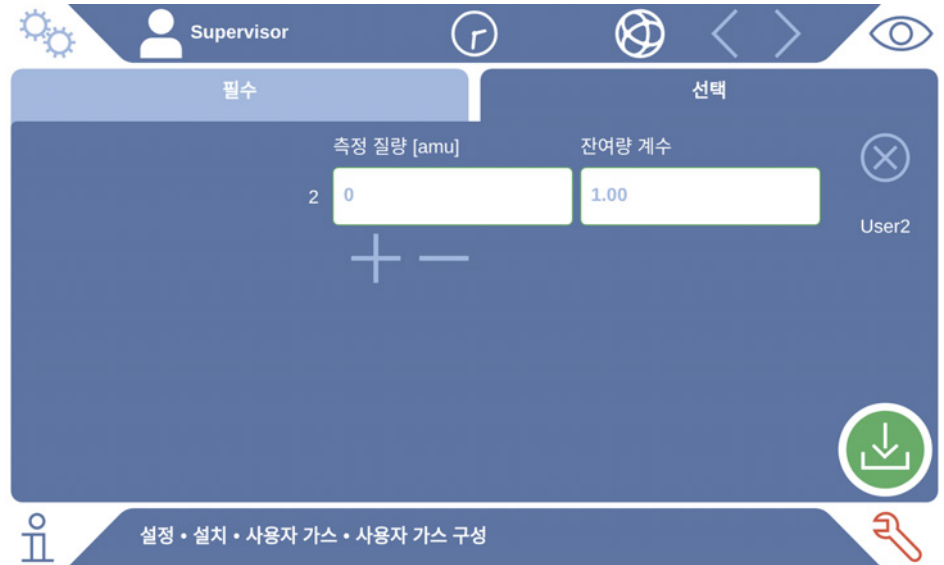 Supervisor
필수
선택
측정 질량 [amu]
잔여량 계수
2
0
1.00
User2
설정 • 설치 • 사용자 가스 • 사용자 가스 구성